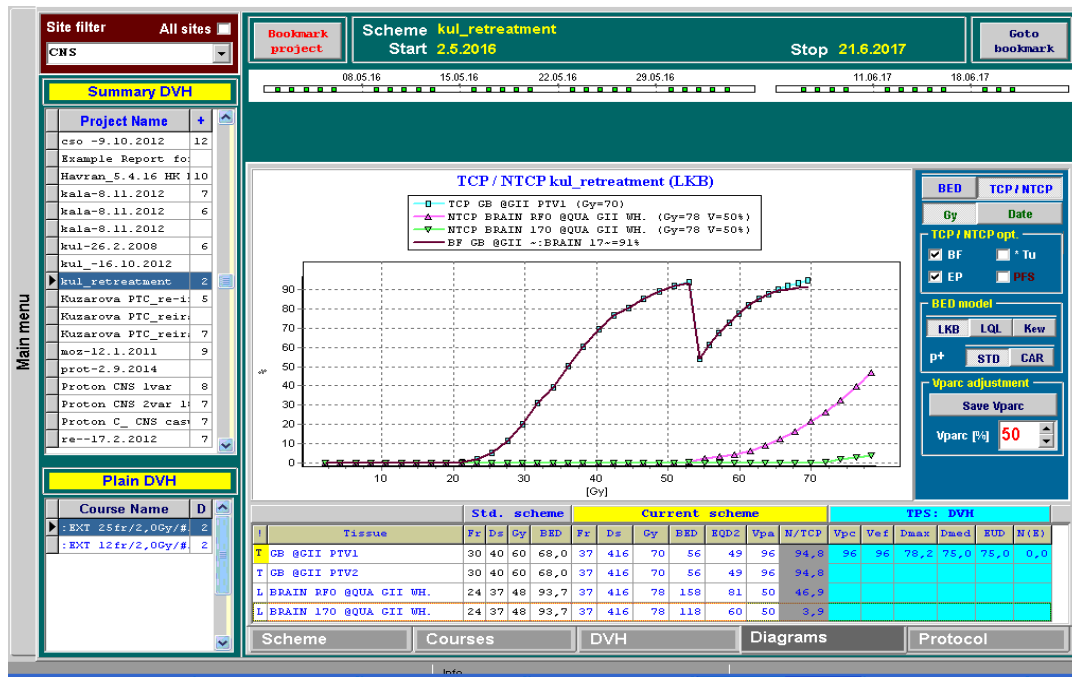 Site filter All sites
CNS
Bookmark project
Scheme kul_retreatment
Start 2.5.2016 Stop 21.6.2017
Goto bookmark
08.05.16 15.05.16 22.05.16 29.05.16 11.06.17 18.06.17
Main menu
Summary DVH
Project Name +
cso -9.10.2012 12
Example Report fo
Havran_5.4.16 HK 10
kala-8.11.2012 7
kala-8.11.2012 6
kala-8.11.2012
kul-26.2.2008 6
kul_-16.10.2012
kul_retreatment 2
Kuzarova PTC_re-i 5
Kuzarova PTC_reir
Kuzarova PTC_reir 7
moz-12.1.2011 9
prot-2.9.2014
Proton CNS 1var 8
Proton CNS 2var 7
Proton C_ CNS cas 7
re--17.2.2012 7
Plain DVH
Course Name D
:EXT 25fr/2,0Gy/#. 2
:EXT 12fr/2,0Gy/#. 2
TCP / NTCP kul_retreatment (LKB)
TCP GB @GII PTV1 (Gy=70)
NTCP BRAIN RFO @QUA GII WH. (Gy=78 V=50%)
NTCP BRAIN 170 @QUA GII WH. (Gy=78 V=50%)
BF GB @GII ~:BRAIN 17~=91%
90
80
70
60
50
40
30
20
10
0
%
10 20 30 40 50 60 70
[Gy]
BED TCP / NTCP
Gy Date
TCP / NTCP opt.
BF * Tu
EP PFS
BED model
LKB LQL Kew
p+ STD CAR
Vparc adjustment
Save Vparc
Vparc [%] 50
Std. scheme Current scheme TPS: DVH
! Tissue Fr Ds Gy BED Fr Ds Gy BED EQD2 Vpa N/TCP Vpc Vef Dmax Dmed EUD N(E)
T GB @GII PTV1 30 40 60 68,0 37 416 70 56 49 96 94,8 96 96 78,2 75,0 75,0 0,0
T GB @GII PTV2 30 40 60 68,0 37 416 70 56 49 96 94,8
L BRAIN RFO @QUA GII WH. 24 37 48 93,7 37 416 78 158 81 50 46,9
L BRAIN 170 @QUA GII WH. 24 37 48 93,7 37 416 78 118 60 50 3,9
Scheme Courses DVH Diagrams Protocol
Info